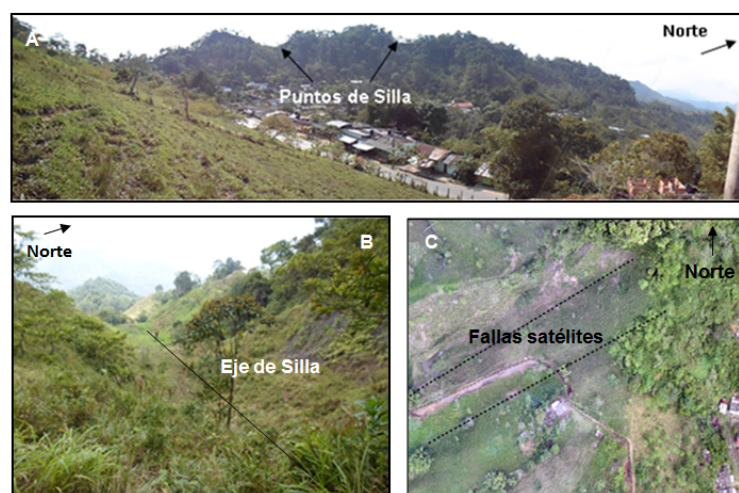 A
Norte
Puntos de Silla
Norte
B
Eje de Silla
C
Norte
Fallas satélites